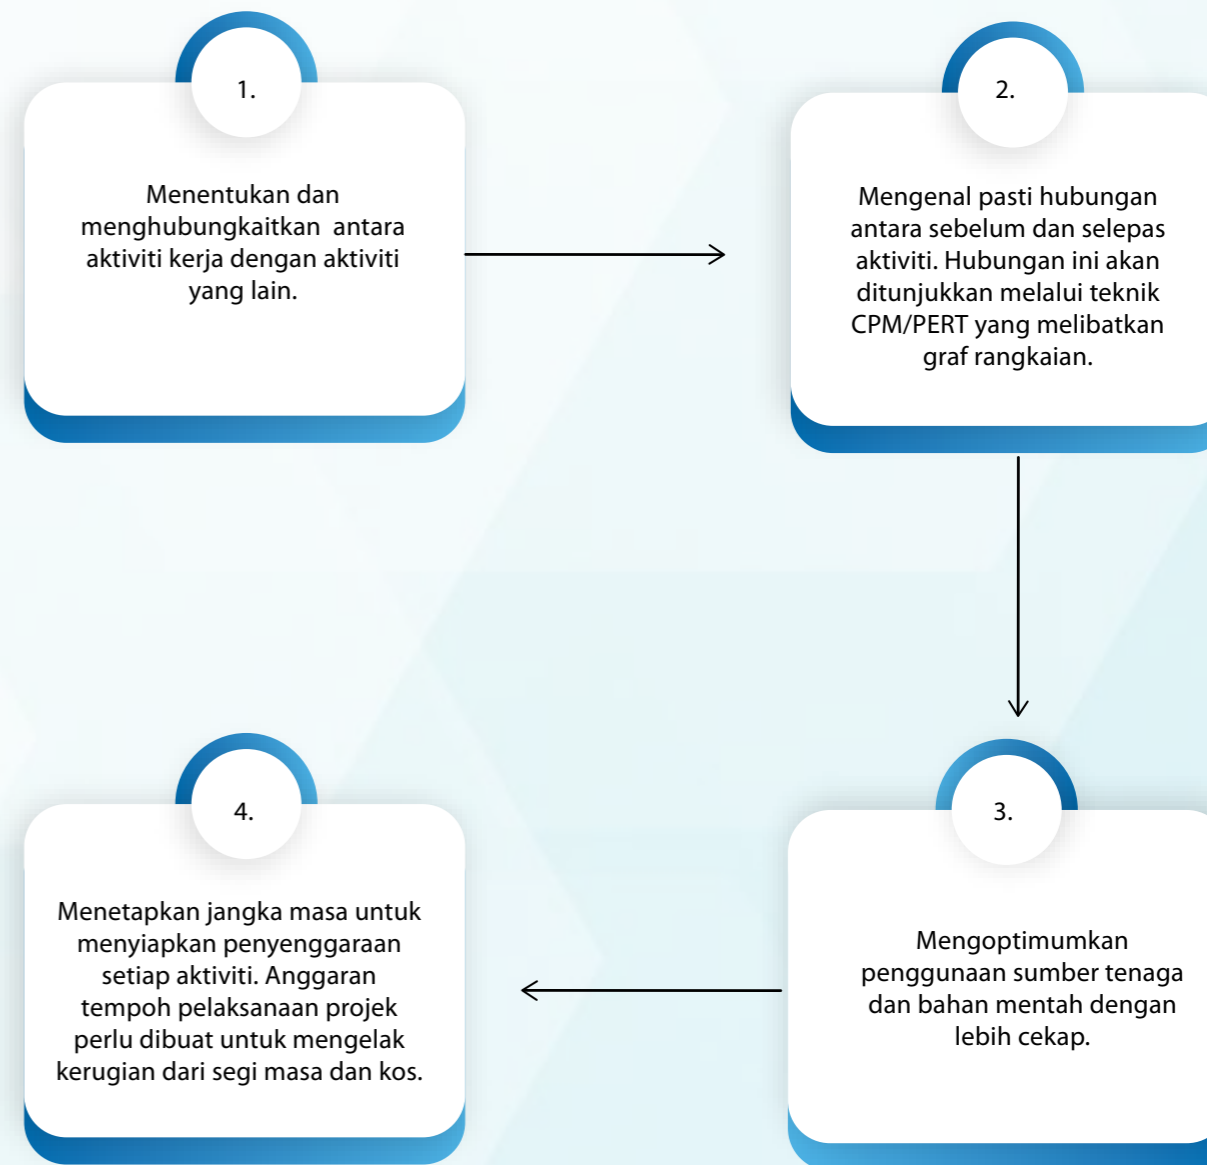 1.
Menentukan dan
menghubungkaitkan antara
aktiviti kerja dengan aktiviti
yang lain.
2.
Mengenal pasti hubungan
antara sebelum dan selepas
aktiviti. Hubungan ini akan
ditunjukkan melalui teknik
CPM/PERT yang melibatkan
graf rangkaian.
3.
Mengoptimumkan
penggunaan sumber tenaga
dan bahan mentah dengan
lebih cekap.
4.
Menetapkan jangka masa untuk
menyiapkan penyenggaraan
setiap aktiviti. Anggaran
tempoh pelaksanaan projek
perlu dibuat untuk mengelak
kerugian dari segi masa dan kos.